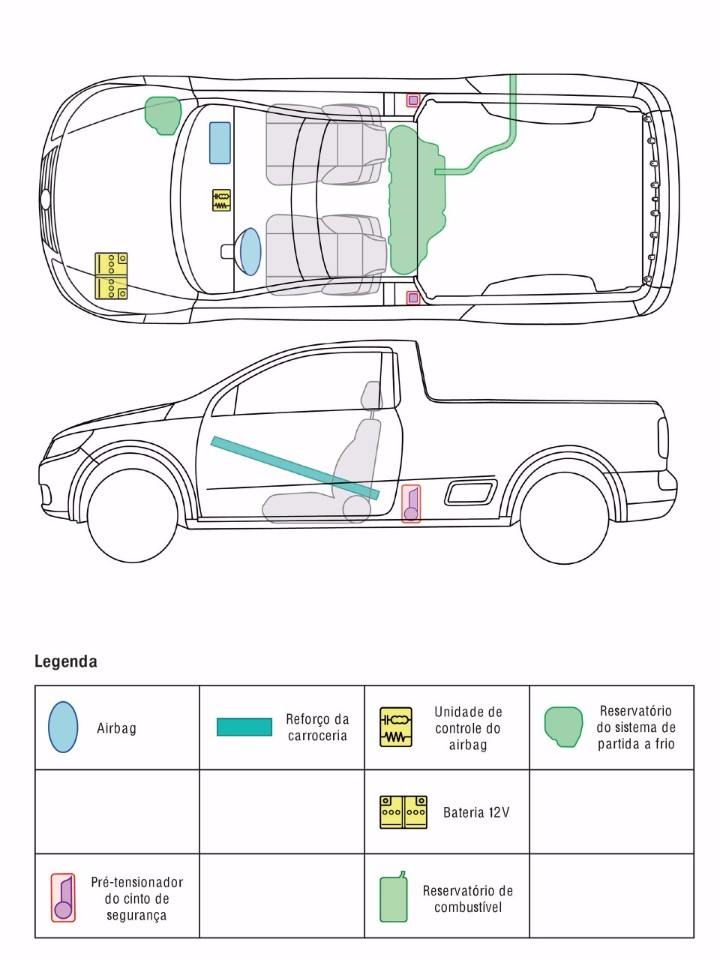 Legenda
Airbag
Reforço da
carroceria
Unidade de
controle do
airbag
Reservatório
do sistema de
partida a frio
Bateria 12V
Pré-tensionador
do cinto de
segurança
Reservatório de
combustível